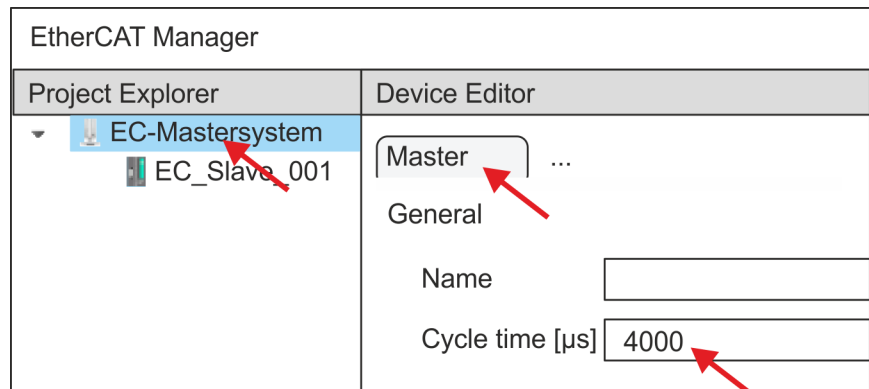 EtherCAT Manager
Project Explorer
Device Editor
EC-Mastersystem
EC_Slave_001
Master ...
General
Name
Cycle time [µs] 4000